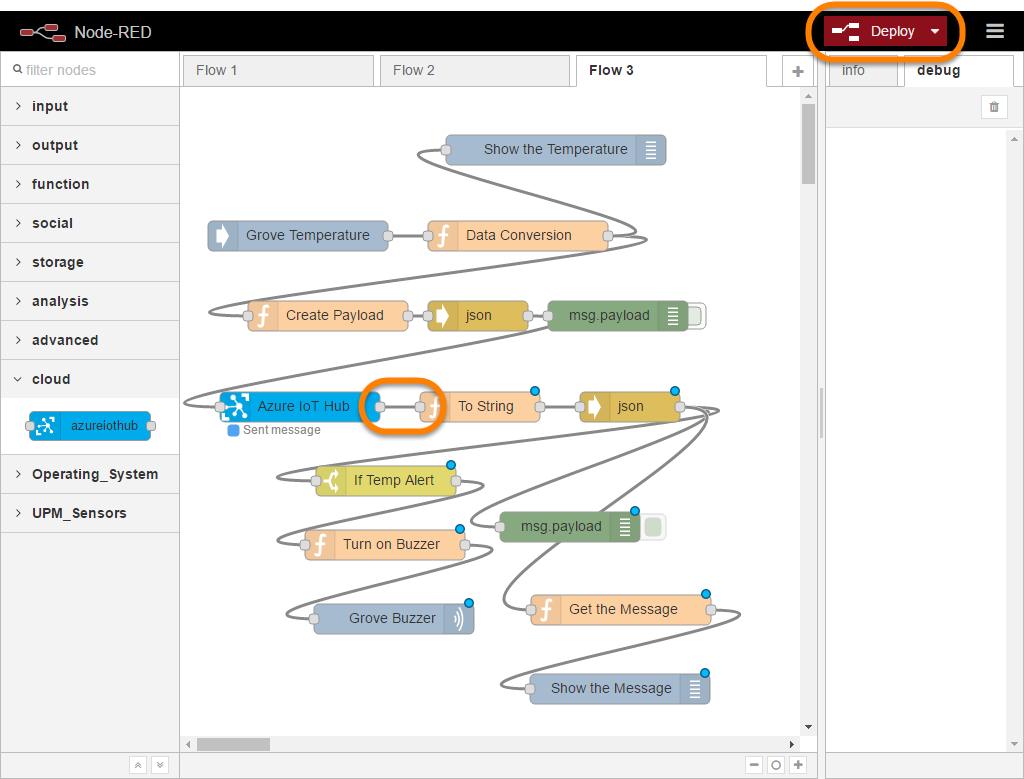 Node-RED
Deploy
filter nodes
Flow 1
Flow 2
Flow 3
info
debug
input
output
function
social
storage
analysis
advanced
cloud
azureiothub
Operating_System
UPM_Sensors
Show the Temperature
Grove Temperature
Data Conversion
Create Payload
json
msg.payload
Azure IoT Hub
To String
json
Sent message
If Temp Alert
msg.payload
Turn on Buzzer
Get the Message
Grove Buzzer
Show the Message